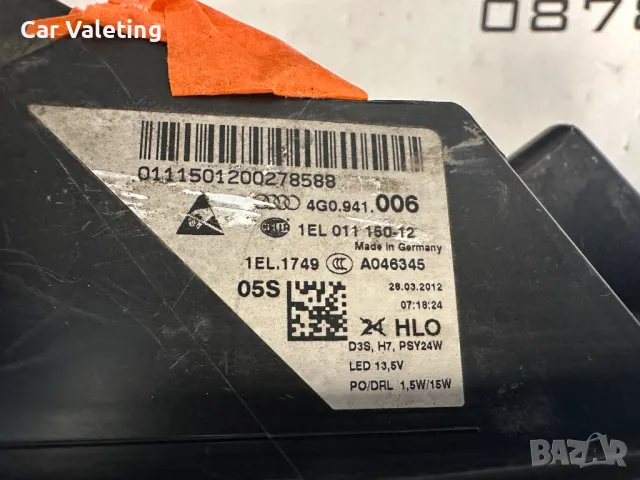 Car Valeting
087
0111501200278588
4G0.941.006
HELLA 1EL 011 150-12
Made in Germany
1EL.1749 CCC A046345
05S
28.03.2012
07:18:24
24 HLO
D3S, H7, PSY24W
LED 13,5V
PO/DRL 1,5W/15W
bazar